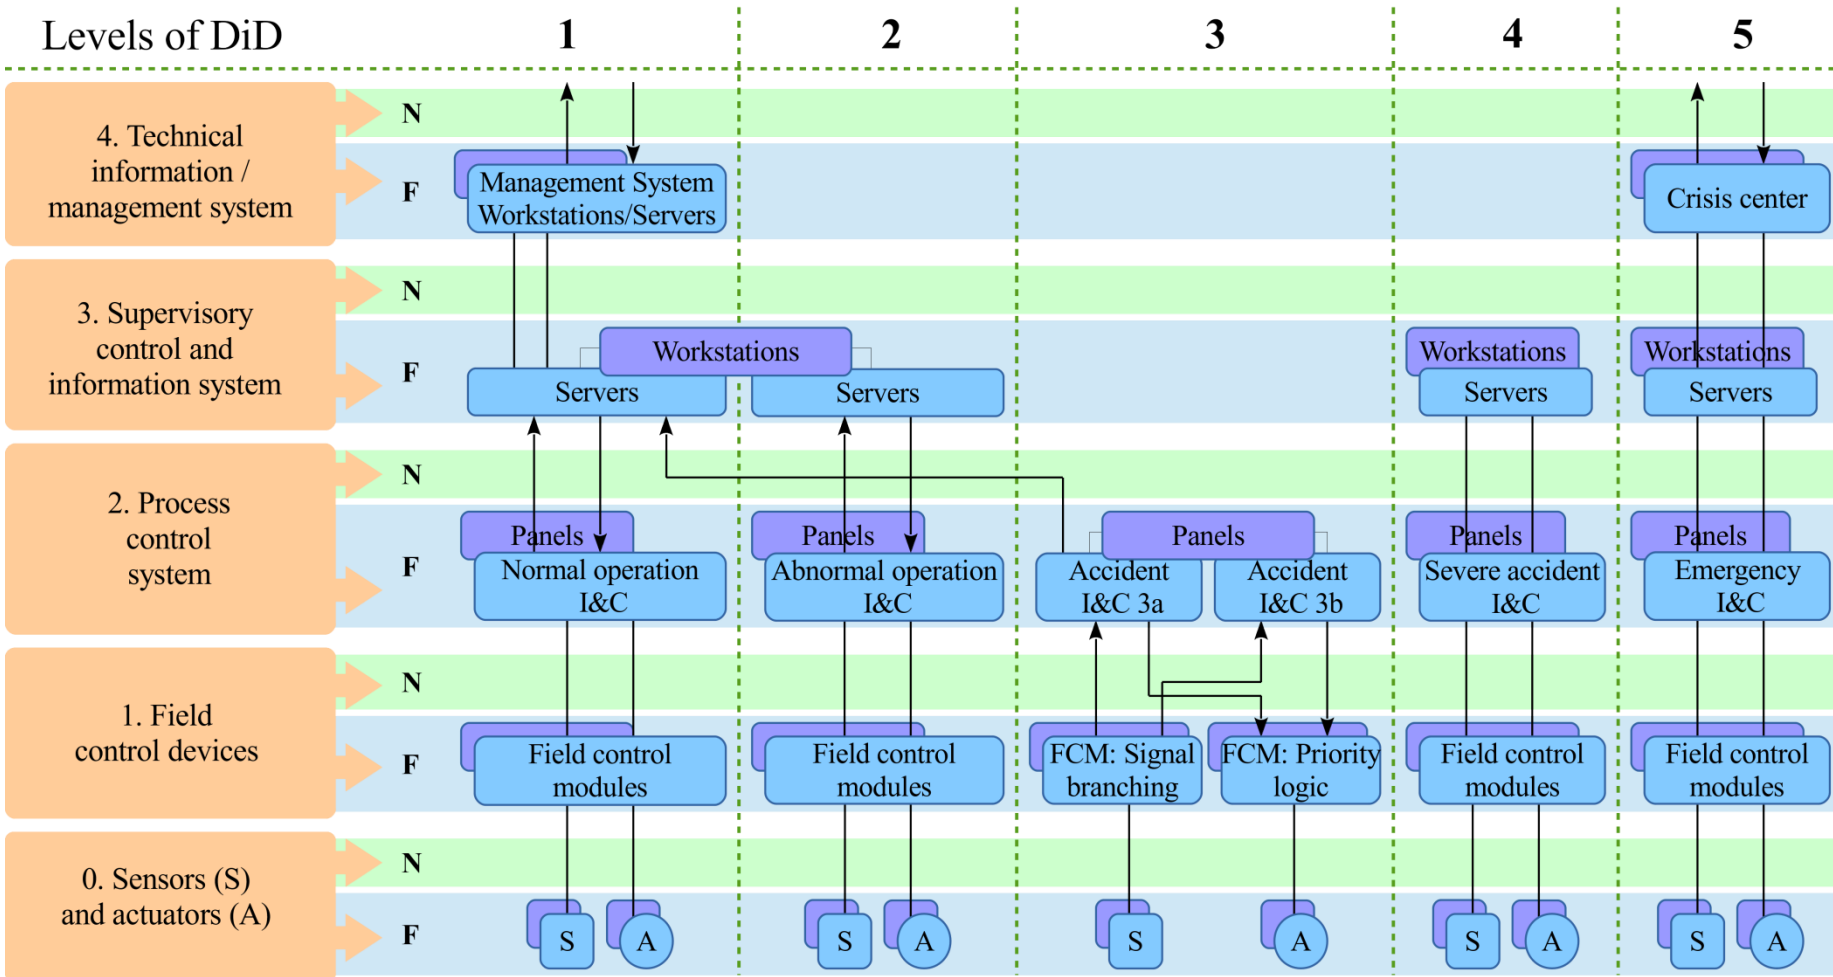 Levels of DiD
1
2
3
4
5
4. Technical
information /
management system
N
F
Management System
Workstations/Servers
Crisis center
3. Supervisory
control and
information system
N
F
Workstations
Servers
Servers
Workstations
Servers
Workstations
Servers
2. Process
control
system
N
F
Panels
Normal operation
I&C
Panels
Abnormal operation
I&C
Panels
Accident
I&C 3a
Accident
I&C 3b
Panels
Severe accident
I&C
Panels
Emergency
I&C
1. Field
control devices
N
F
Field control
modules
Field control
modules
FCM: Signal
branching
FCM: Priority
logic
Field control
modules
Field control
modules
0. Sensors (S)
and actuators (A)
N
F
S
A
S
A
S
A
S
A
S
A